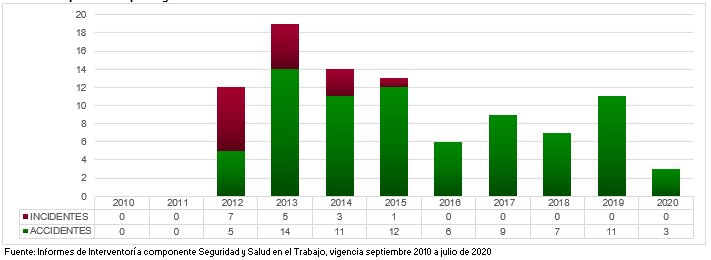 20
18
16
14
12
10
8
6
4
2
0
2010 2011 2012 2013 2014 2015 2016 2017 2018 2019 2020
INCIDENTES 0 0 7 5 3 1 0 0 0 0 0
ACCIDENTES 0 0 5 14 11 12 6 9 7 11 3
Fuente: Informes de Interventoría componente Seguridad y Salud en el Trabajo, vigencia septiembre 2010 a julio de 2020